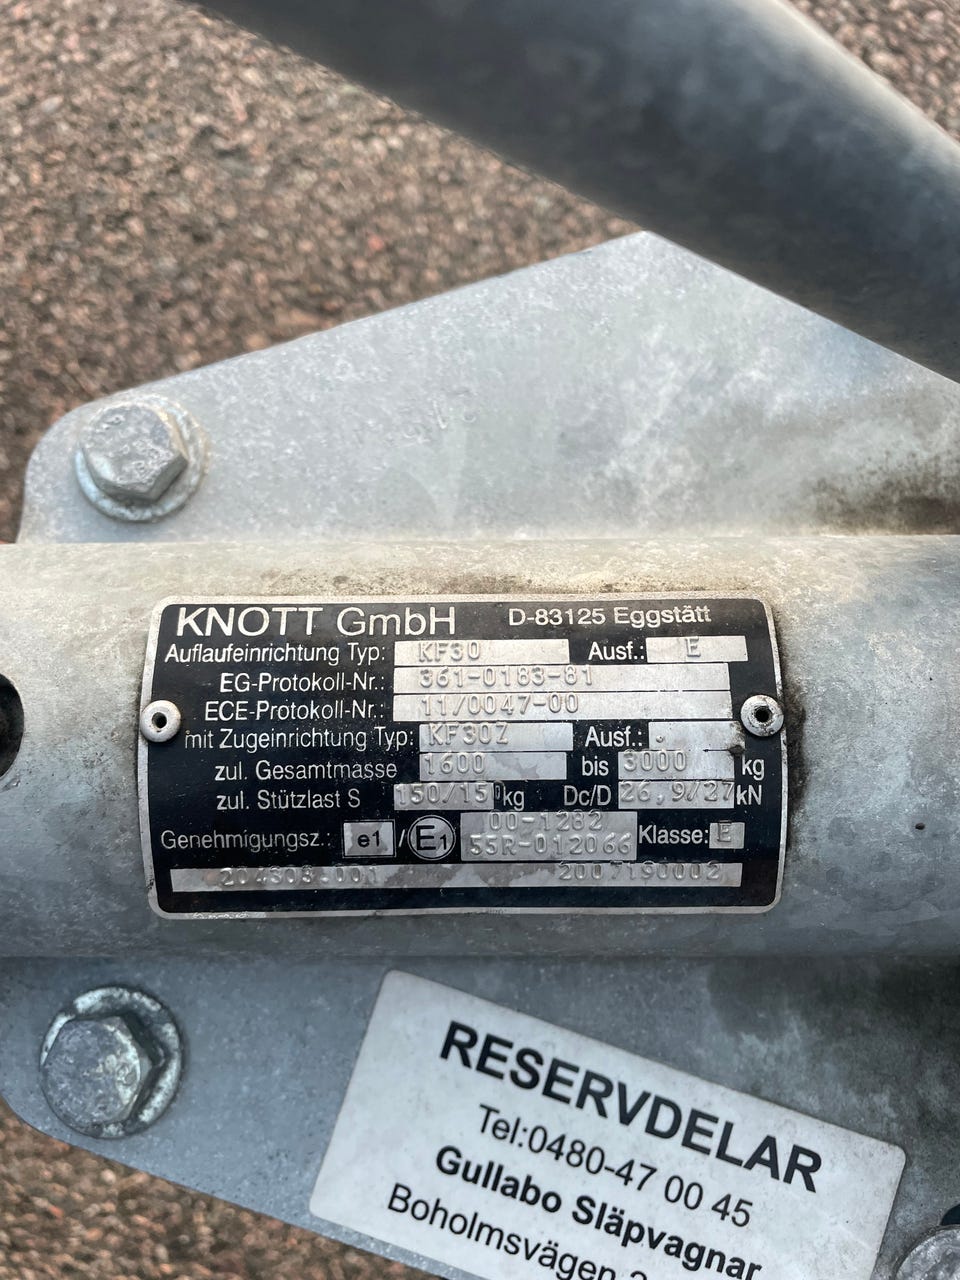 KNOTT GmbH D-83125 Eggstätt
Auflaufeinrichtung Typ: KF30 Ausf.: E
EG-Protokoll-Nr.: 361-0183-81
ECE-Protokoll-Nr.: 11/0047-00
mit Zugeinrichtung Typ: KF30Z Ausf.:
zul. Gesamtmasse 1600 bis 3000 kg
zul. Stützlast S 150/150 kg Dc/D 26,9/27 kN
Genehmigungsz.: e1 / E1 00-1282 Klasse: E
55R-012066
204303.001 2007190002
RESERVDELAR
Tel:0480-47 00 45
Gullabo Släpvagnar
Boholmsvägen